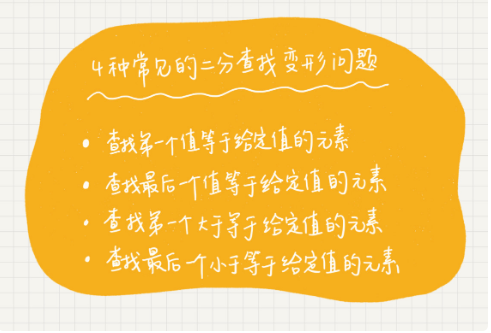 4种常见的二分查找变形问题
• 查找第一个值等于给定值的元素
• 查找最后一个值等于给定值的元素
• 查找第一个大于等于给定值的元素
• 查找最后一个小于等于给定值的元素